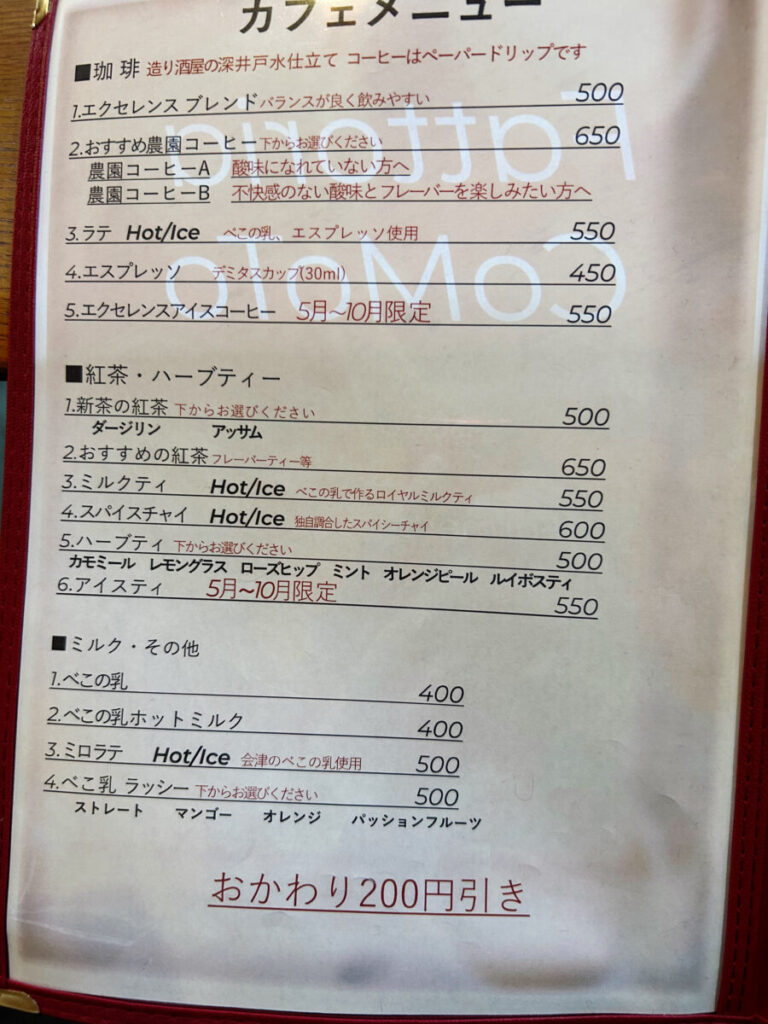 カフェメニュー
■珈琲 造り酒屋の深井戸水仕立て コーヒーはペーパードリップです
1.エクセレンス ブレンド バランスが良く飲みやすい 500
2.おすすめ農園コーヒー 下からお選びください 650
農園コーヒーA 酸味になれていない方へ
農園コーヒーB 不快感のない酸味とフレーバーを楽しみたい方へ
3.ラテ Hot/Ice べこの乳、エスプレッソ使用 550
4.エスプレッソ デミタスカップ(30ml) 450
5.エクセレンスアイスコーヒー 5月~10月限定 550
■紅茶・ハーブティー
1.新茶の紅茶 下からお選びください 500
ダージリン アッサム
2.おすすめの紅茶 フレーバーティー等 650
3.ミルクティ Hot/Ice べこの乳で作るロイヤルミルクティ 550
4.スパイスチャイ Hot/Ice 独自調合したスパイシーチャイ 600
5.ハーブティ 下からお選びください 500
カモミール レモングラス ローズヒップ ミント オレンジピール ルイボスティ
6.アイスティ 5月~10月限定 550
■ミルク・その他
1.べこの乳 400
2.べこの乳ホットミルク 400
3.ミロラテ Hot/Ice 会津のべこの乳使用 500
4.べこ乳 ラッシー 下からお選びください 500
ストレート マンゴー オレンジ パッションフルーツ
おかわり200円引き
Fattoria
CoMoTo